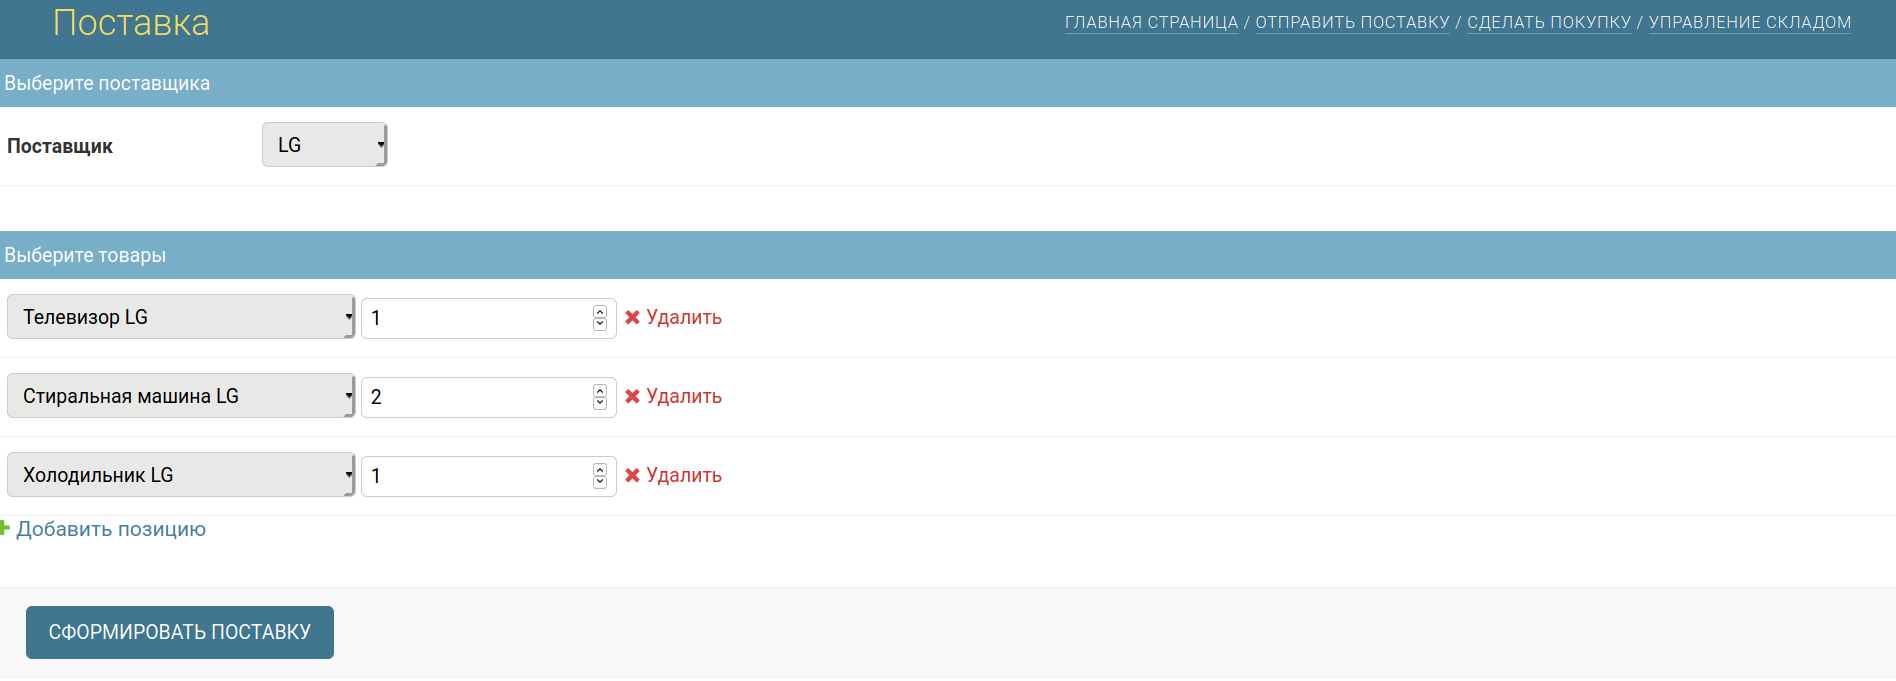 Поставка
ГЛАВНАЯ СТРАНИЦА / ОТПРАВИТЬ ПОСТАВКУ / СДЕЛАТЬ ПОКУПКУ / УПРАВЛЕНИЕ СКЛАДОМ
Выберите поставщика
Поставщик LG
Выберите товары
Телевизор LG 1 Удалить
Стиральная машина LG 2 Удалить
Холодильник LG 1 Удалить
Добавить позицию
СФОРМИРОВАТЬ ПОСТАВКУ